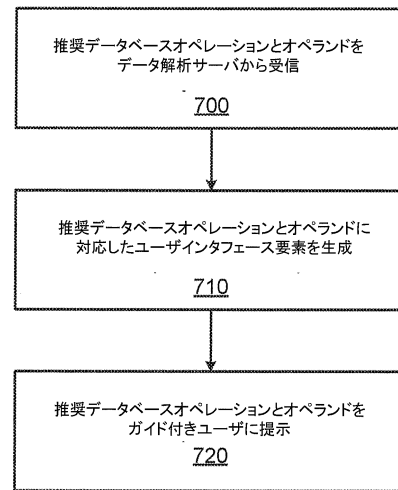 推奨データベースオペレーションとオペランドを
データ解析サーバから受信
700
推奨データベースオペレーションとオペランドに
対応したユーザインタフェース要素を生成
710
推奨データベースオペレーションとオペランドを
ガイド付きユーザに提示
720